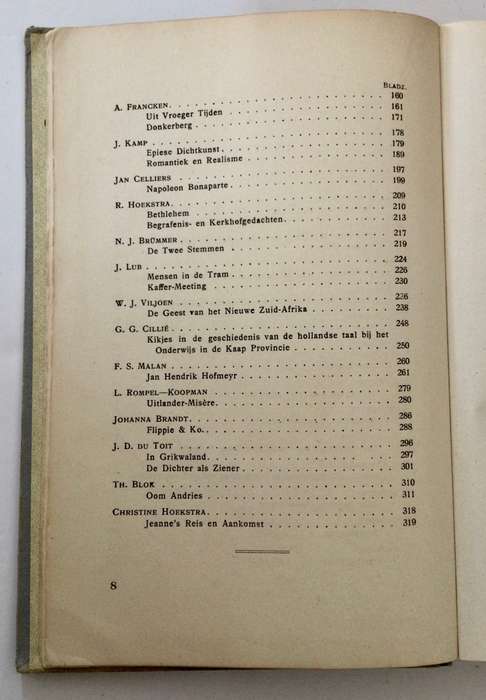 BLADZ.
A. FRANCKEN. . . . . . . . . . . . . . . . . . . 160
Uit Vroeger Tijden . . . . . . . . . . . . . . . 161
Donkerberg . . . . . . . . . . . . . . . . . . . 171
J. KAMP . . . . . . . . . . . . . . . . . . . . 178
Epiese Dichtkunst . . . . . . . . . . . . . . . 179
Romantiek en Realisme . . . . . . . . . . . . . 189
JAN CELLIERS . . . . . . . . . . . . . . . . . . 197
Napoleon Bonaparte . . . . . . . . . . . . . . . 199
R. HOEKSTRA . . . . . . . . . . . . . . . . . . 209
Bethlehem . . . . . . . . . . . . . . . . . . . 210
Begrafenis- en Kerkhofgedachten . . . . . . . . 213
N. J. BRÜMMER . . . . . . . . . . . . . . . . . 217
De Twee Stemmen . . . . . . . . . . . . . . . . 219
J. LUB . . . . . . . . . . . . . . . . . . . . . 224
Mensen in de Tram . . . . . . . . . . . . . . . 226
Kaffer-Meeting . . . . . . . . . . . . . . . . . 230
W. J. VILJOEN . . . . . . . . . . . . . . . . . 236
De Geest van het Nieuwe Zuid-Afrika . . . . . . 238
G. G. CILLIÉ . . . . . . . . . . . . . . . . . . 248
Kikjes in de geschiedenis van de hollandse taal bij het
Onderwijs in de Kaap Provincie . . . . . . . . . 250
F. S. MALAN . . . . . . . . . . . . . . . . . . 260
Jan Hendrik Hofmeyr . . . . . . . . . . . . . . 261
L. ROMPEL—KOOPMAN . . . . . . . . . . . . . . . 279
Uitlander-Misère . . . . . . . . . . . . . . . . 280
JOHANNA BRANDT . . . . . . . . . . . . . . . . . 286
Flippie & Ko. . . . . . . . . . . . . . . . . . 288
J. D. DU TOIT . . . . . . . . . . . . . . . . . 296
In Grikwaland . . . . . . . . . . . . . . . . . 297
De Dichter als Ziener . . . . . . . . . . . . . 301
TH. BLOK . . . . . . . . . . . . . . . . . . . . 310
Oom Andries . . . . . . . . . . . . . . . . . . 311
CHRISTINE HOEKSTRA . . . . . . . . . . . . . . . 318
Jeanne's Reis en Aankomst . . . . . . . . . . . 319
8